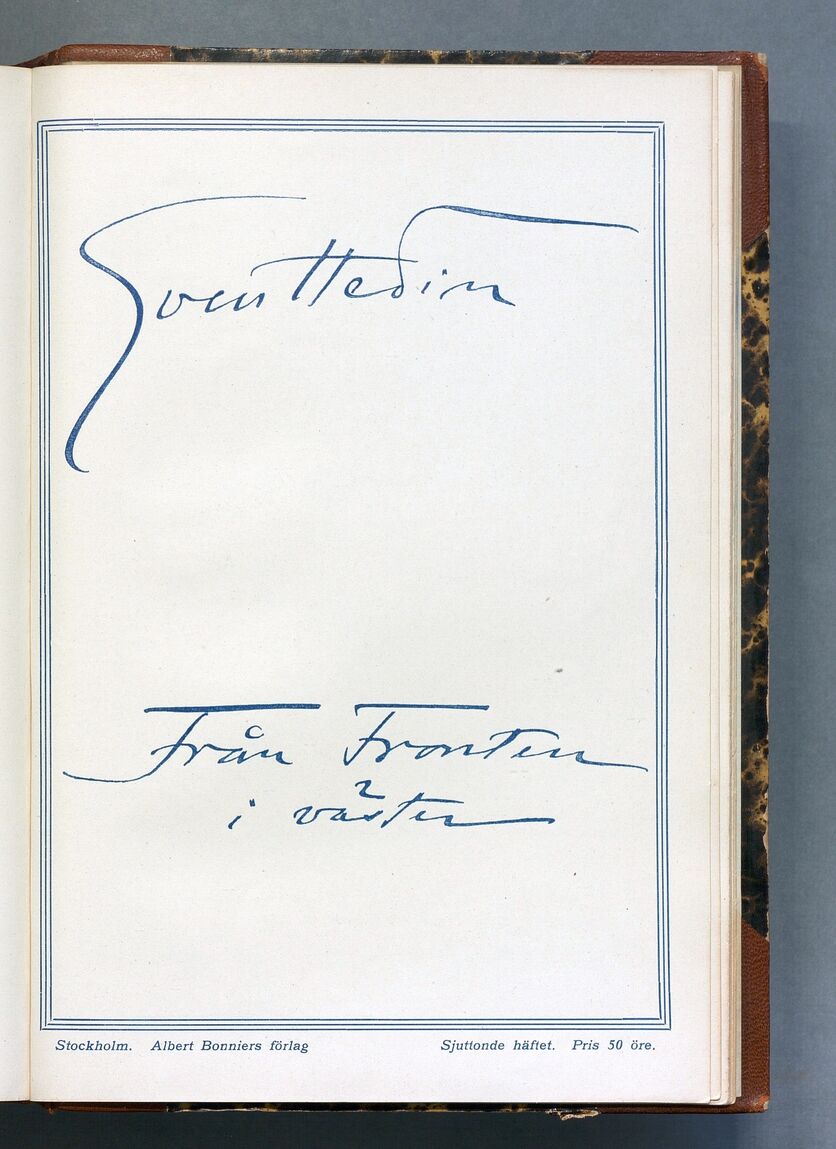 Sven Hedin
Från Fronten
i väster
Stockholm. Albert Bonniers förlag
Sjuttonde häftet. Pris 50 öre.